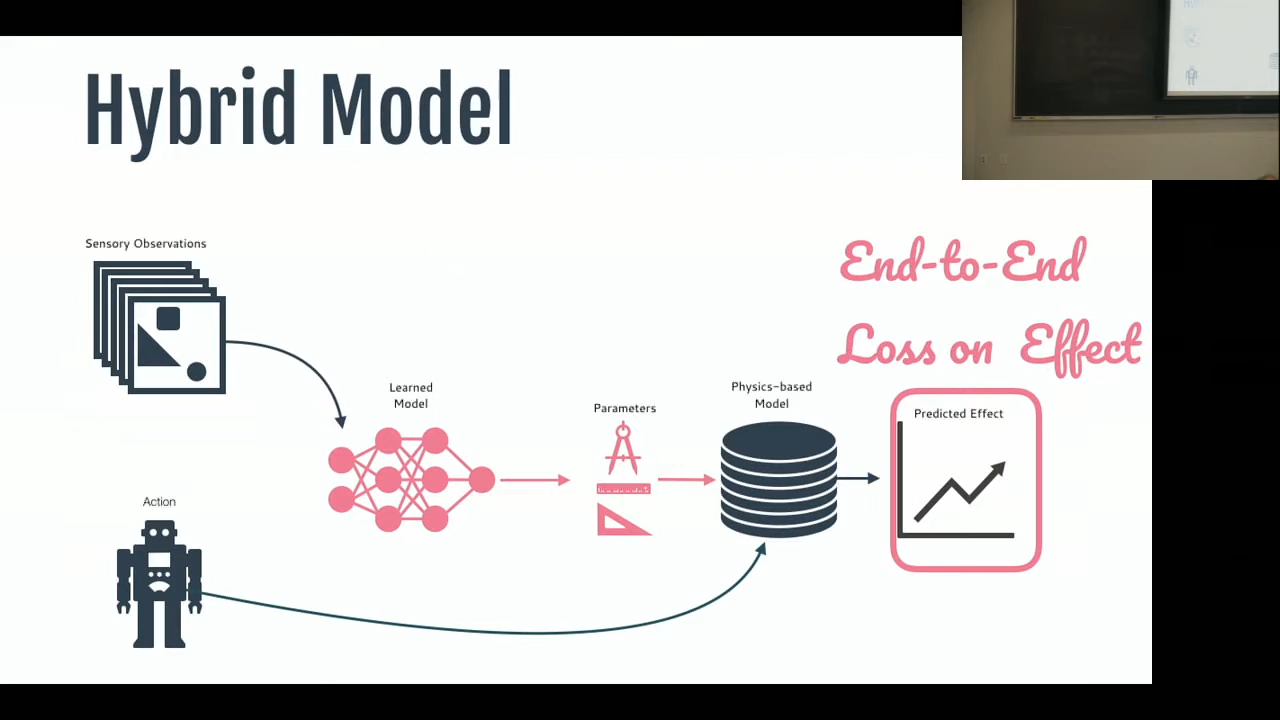 Hybrid Model
Sensory Observations
End-to-End
Loss on Effect
Learned
Model
Parameters
Physics-based
Model
Predicted Effect
Action